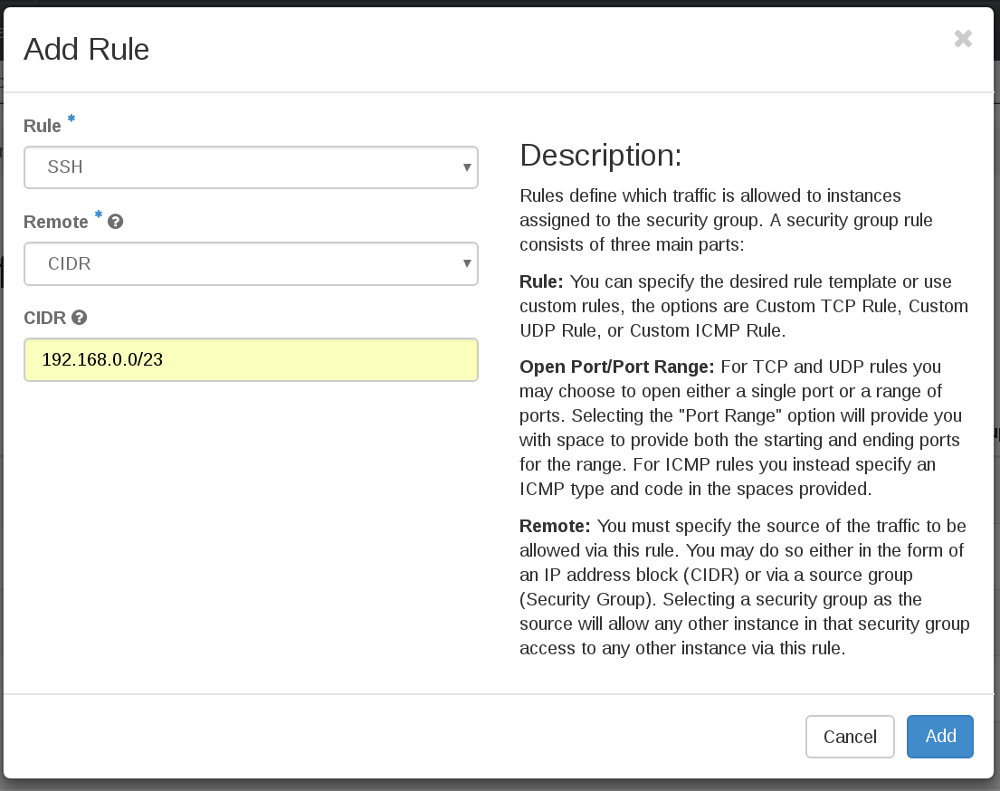 Add Rule
Rule *
SSH
Remote *
CIDR
CIDR
192.168.0.0/23
Description:
Rules define which traffic is allowed to instances
assigned to the security group. A security group rule
consists of three main parts:
Rule: You can specify the desired rule template or use
custom rules, the options are Custom TCP Rule, Custom
UDP Rule, or Custom ICMP Rule.
Open Port/Port Range: For TCP and UDP rules you
may choose to open either a single port or a range of
ports. Selecting the "Port Range" option will provide you
with space to provide both the starting and ending ports
for the range. For ICMP rules you instead specify an
ICMP type and code in the spaces provided.
Remote: You must specify the source of the traffic to be
allowed via this rule. You may do so either in the form of
an IP address block (CIDR) or via a source group
(Security Group). Selecting a security group as the
source will allow any other instance in that security group
access to any other instance via this rule.
Cancel
Add